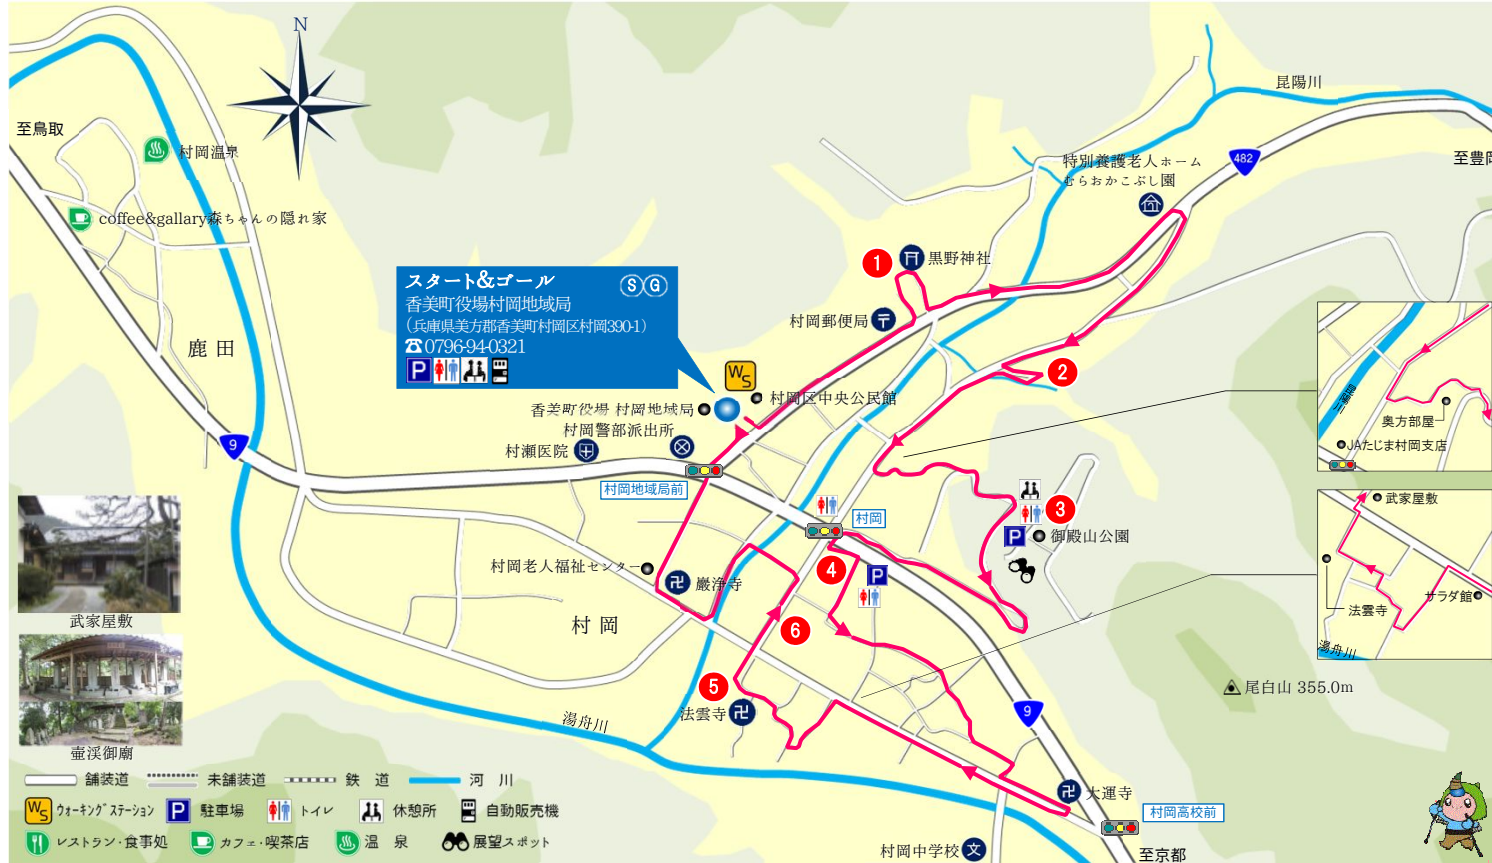 N
昆陽川
至鳥取
村岡温泉
482
至豊岡
特別養護老人ホーム
むらおかこぶし園
coffee&gallary森ちゃんの隠れ家
1
黒野神社
スタート&ゴール
S G
香美町役場村岡地域局
(兵庫県美方郡香美町村岡区村岡390-1)
☎0796-94-0321
P
村岡郵便局
鹿田
2
WS
村岡区中央公民館
香美町役場 村岡地域局
村岡警部派出所
村瀬医院
9
村岡地域局前
村岡
3
P
御殿山公園
昆陽川
奥方部屋
JAたじま村岡支店
武家屋敷
法雲寺
サラダ館
湯舟川
村岡老人福祉センター
巌浄寺
4
P
村岡
6
5
法雲寺
尾白山 355.0m
9
湯舟川
武家屋敷
壷渓御廟
大運寺
村岡高校前
村岡中学校
文
至京都
舗装道
未舗装道
鉄道
河川
WS
ウォーキングステーション
P
駐車場
トイレ
休憩所
自動販売機
レストラン・食事処
カフェ・喫茶店
温泉
展望スポット